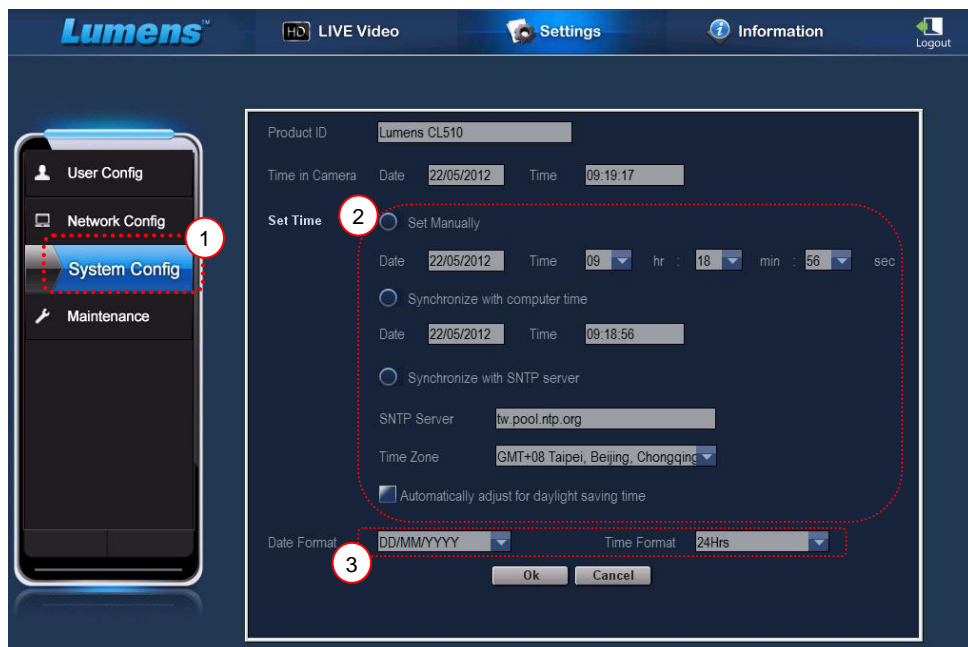 Lumens™ HD LIVE Video Settings Information Logout
Product ID Lumens CL510
User Config
Time in Camera Date 22/05/2012 Time 09:19:17
Network Config
1
System Config
Maintenance
Set Time 2 Set Manually
Date 22/05/2012 Time 09 hr : 18 min : 56 sec
Synchronize with computer time
Date 22/05/2012 Time 09:18:56
Synchronize with SNTP server
SNTP Server tw.pool.ntp.org
Time Zone GMT+08 Taipei, Beijing, Chongqing
Automatically adjust for daylight saving time
Date Format DD/MM/YYYY Time Format 24Hrs
3
Ok Cancel